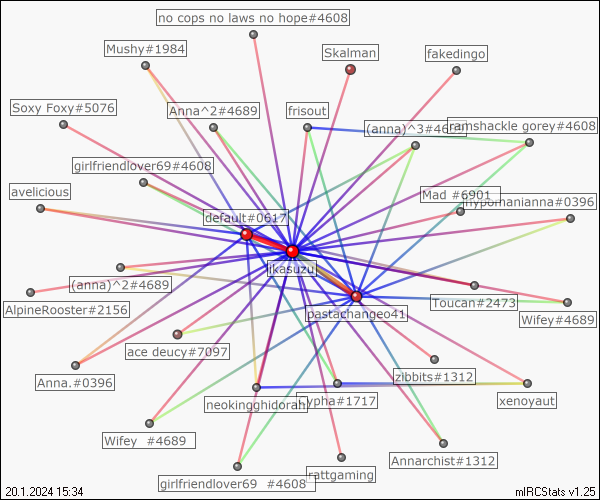 no cops no laws no hope#4608
Mushy#1984
Skalman
fakedingo
Soxy Foxy#5076
Anna^2#4689
frisout
(anna)^3#4689
ramshackle gorey#4608
girlfriendlover69#4608
avelicious
Mad #6901
hypornanianna#0396
default#0617
ikasuzu
(anna)^2#4689
AlpineRooster#2156
pastachangeo41
Toucan#2473
Wifey#4689
ace deucy#7097
Anna.#0396
zibbits#1312
neokingghidorah
hypha#1717
xenoyaut
Wifey #4689
Annarchist#1312
girlfriendlover69 #4608
rattgaming
20.1.2024 15:34
mIRCStats v1.25